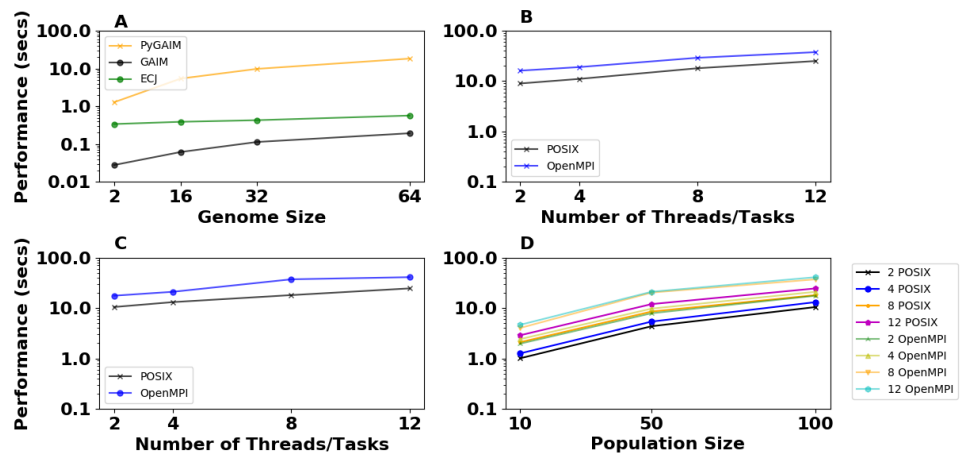 A
Performance (secs)
100.0
10.0
1.0
0.1
0.01
PyGAIM
GAIM
ECJ
2 16 32 64
Genome Size
B
100.0
10.0
1.0
0.1
POSIX
OpenMPI
2 4 8 12
Number of Threads/Tasks
C
Performance (secs)
100.0
10.0
1.0
0.1
POSIX
OpenMPI
2 4 8 12
Number of Threads/Tasks
D
100.0
10.0
1.0
0.1
10 50 100
Population Size
2 POSIX
4 POSIX
8 POSIX
12 POSIX
2 OpenMPI
4 OpenMPI
8 OpenMPI
12 OpenMPI